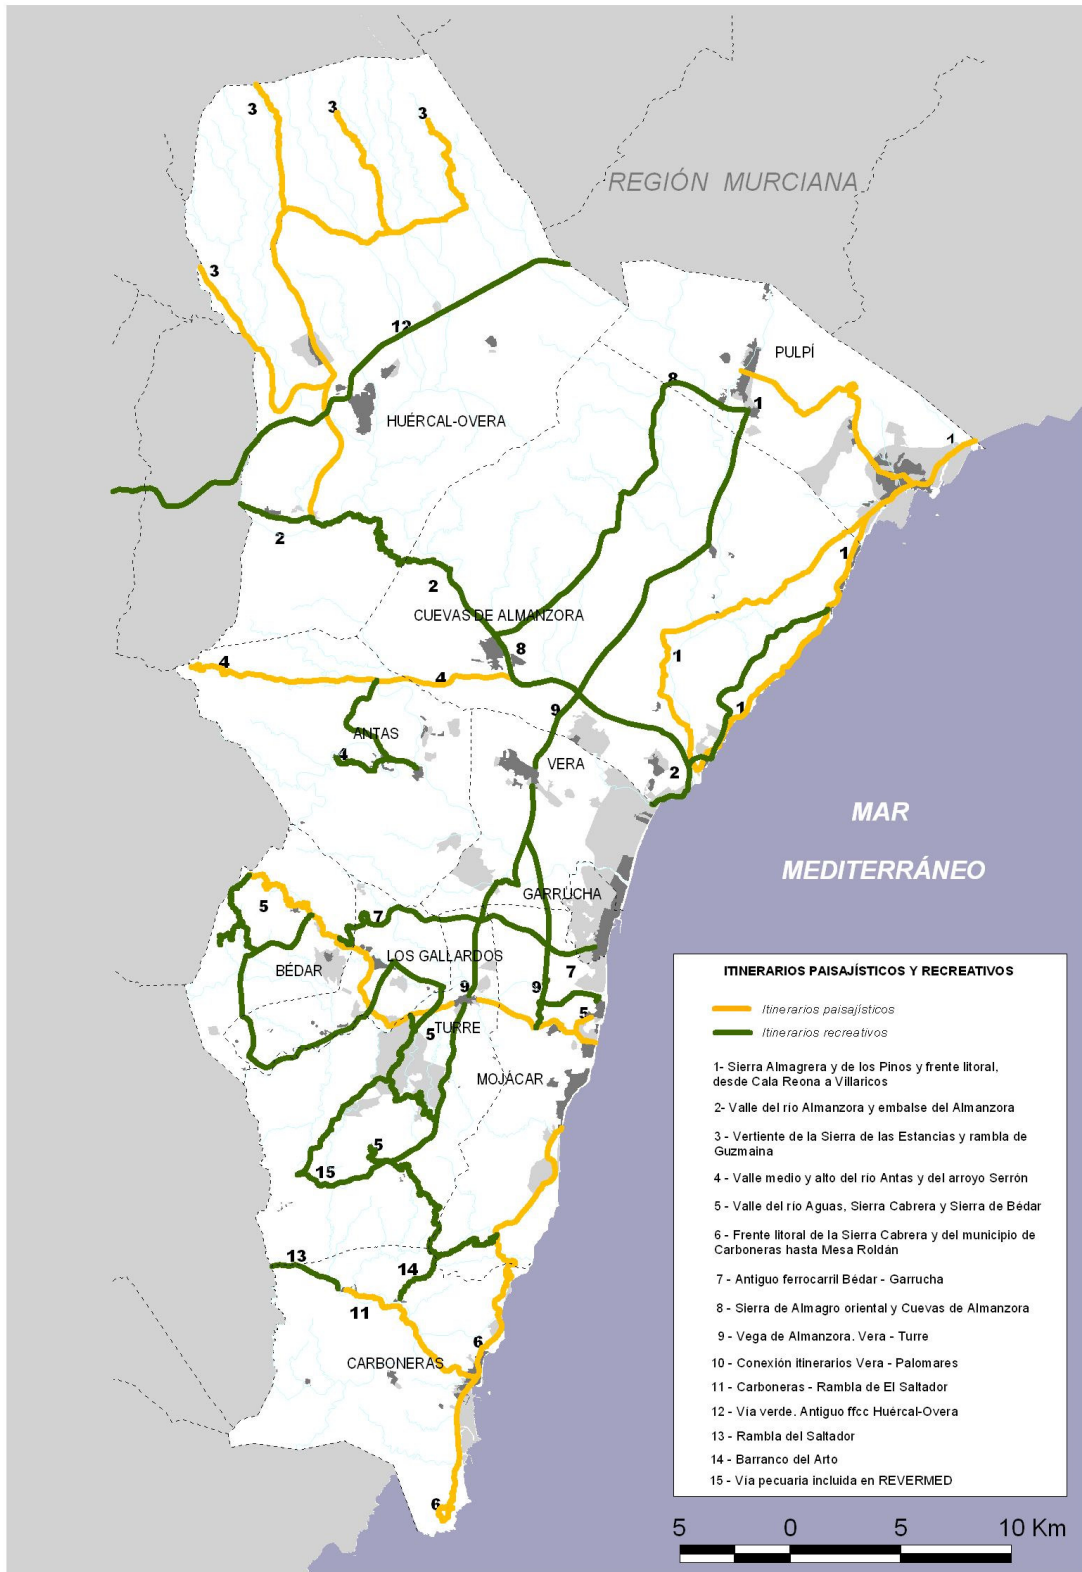 3
3
3
REGIÓN MURCIANA
3
12
PULPÍ
8
1
HUÉRCAL-OVERA
1
2
1
2
CUEVAS DE ALMANZORA
8
1
4
4
9
1
ANTAS
4
VERA
2
MAR
MEDITERRÁNEO
GARRUCHA
5
7
LOS GALLARDOS
BÉDAR
7
9
9
5
5
TURRE
MOJÁCAR
5
15
13
14
11
6
CARBONERAS
6
ITINERARIOS PAISAJÍSTICOS Y RECREATIVOS
Itinerarios paisajísticos
Itinerarios recreativos
1- Sierra Almagrera y de los Pinos y frente litoral,
desde Cala Reona a Villaricos
2- Valle del río Almanzora y embalse del Almanzora
3 - Vertiente de la Sierra de las Estancias y rambla de
Guzmaina
4 - Valle medio y alto del río Antas y del arroyo Serrón
5 - Valle del río Aguas, Sierra Cabrera y Sierra de Bédar
6 - Frente litoral de la Sierra Cabrera y del municipio de
Carboneras hasta Mesa Roldán
7 - Antiguo ferrocarril Bédar - Garrucha
8 - Sierra de Almagro oriental y Cuevas de Almanzora
9 - Vega de Almanzora. Vera - Turre
10 - Conexión itinerarios Vera - Palomares
11 - Carboneras - Rambla de El Saltador
12 - Vía verde. Antiguo ffcc Huércal-Overa
13 - Rambla del Saltador
14 - Barranco del Arto
15 - Vía pecuaria incluida en REVERMED
5 0 5 10 Km